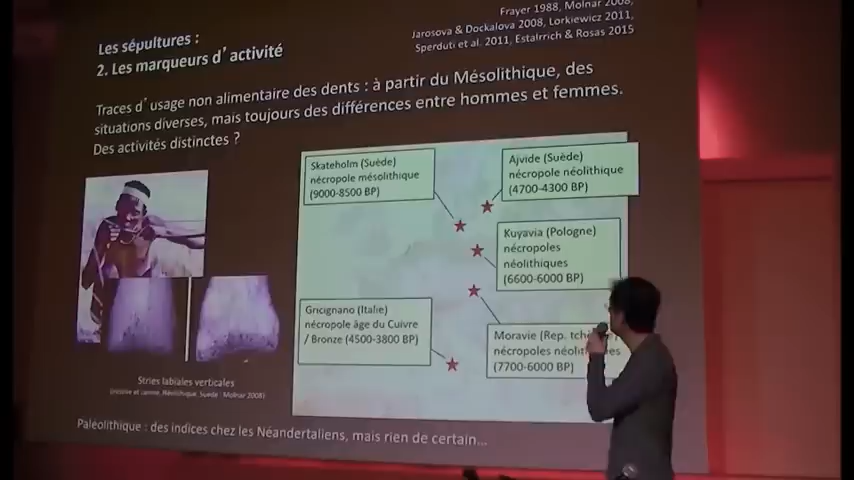 Frayer 1988, Molnar 2008,
Jarosova & Dockalova 2008, Lorkiewicz 2011,
Sperduti et al. 2011, Estalrrich & Rosas 2015
Les sépultures :
2. Les marqueurs d’activité
Traces d’usage non alimentaire des dents : à partir du Mésolithique, des
situations diverses, mais toujours des différences entre hommes et femmes.
Des activités distinctes ?
Skateholm (Suède)
nécropole mésolithique
(9000-8500 BP)
Ajvide (Suède)
nécropole néolithique
(4700-4300 BP)
Kuyavia (Pologne)
nécropoles
néolithiques
(6600-6000 BP)
Gricignano (Italie)
nécropole âge du Cuivre
/ Bronze (4500-3800 BP)
Moravie (Rep.
nécropoles
(7700-6000 BP)
Stries labiales verticales
Néolithique, Suède : Molnar 2008)
Paléolithique : des indices chez les Néandertaliens, mais rien de certain...